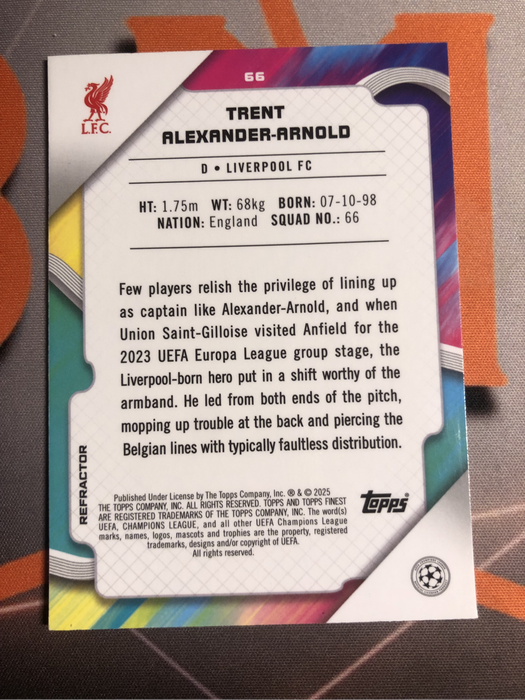 66
L.F.C.
TRENT
ALEXANDER-ARNOLD
D • LIVERPOOL FC
HT: 1.75m WT: 68kg BORN: 07-10-98
NATION: England SQUAD NO.: 66
Few players relish the privilege of lining up
as captain like Alexander-Arnold, and when
Union Saint-Gilloise visited Anfield for the
2023 UEFA Europa League group stage, the
Liverpool-born hero put in a shift worthy of the
armband. He led from both ends of the pitch,
mopping up trouble at the back and piercing the
Belgian lines with typically faultless distribution.
REFRACTOR
Published Under License by The Topps Company, Inc. ® & © 2025
THE TOPPS COMPANY, INC. ALL RIGHTS RESERVED. TOPPS AND TOPPS FINEST
ARE REGISTERED TRADEMARKS OF THE TOPPS COMPANY, INC. The word(s)
UEFA, CHAMPIONS LEAGUE, and all other UEFA Champions League
marks, names, logos, mascots and trophies are the property, registered
trademarks, designs and/or copyright of UEFA.
All rights reserved.
Topps